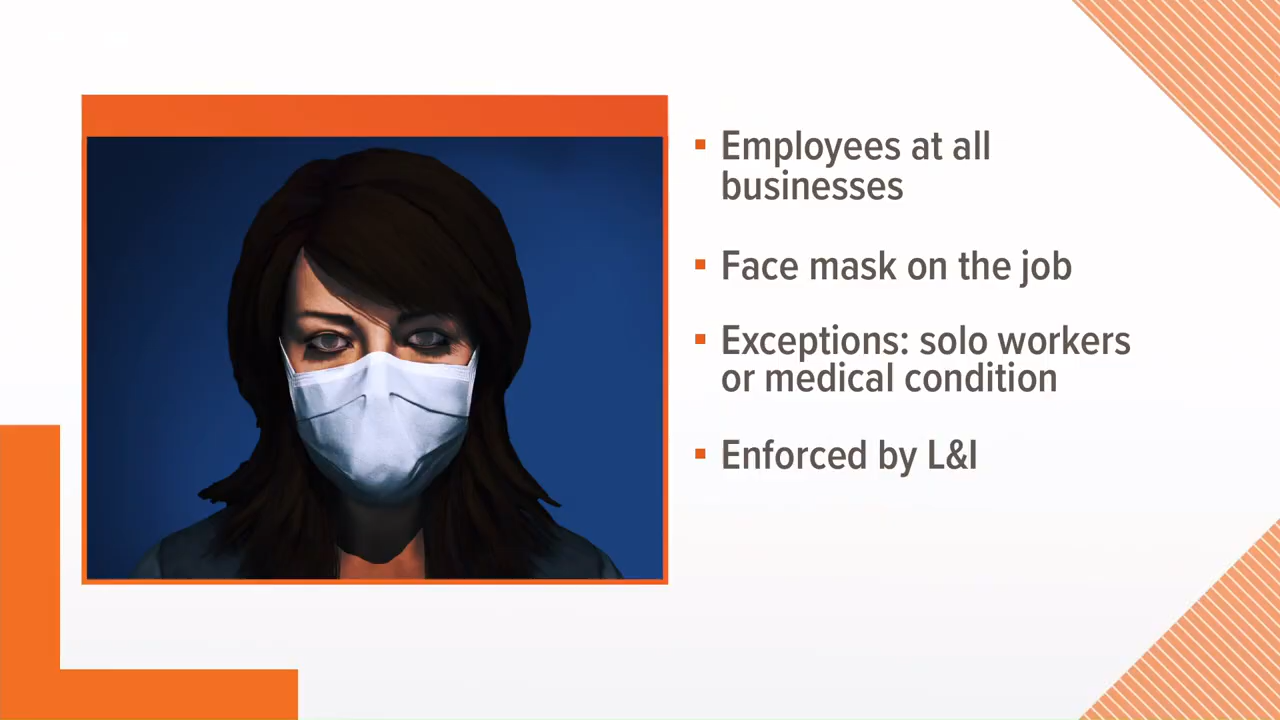 Employees at all
businesses
Face mask on the job
Exceptions: solo workers
or medical condition
Enforced by L&I